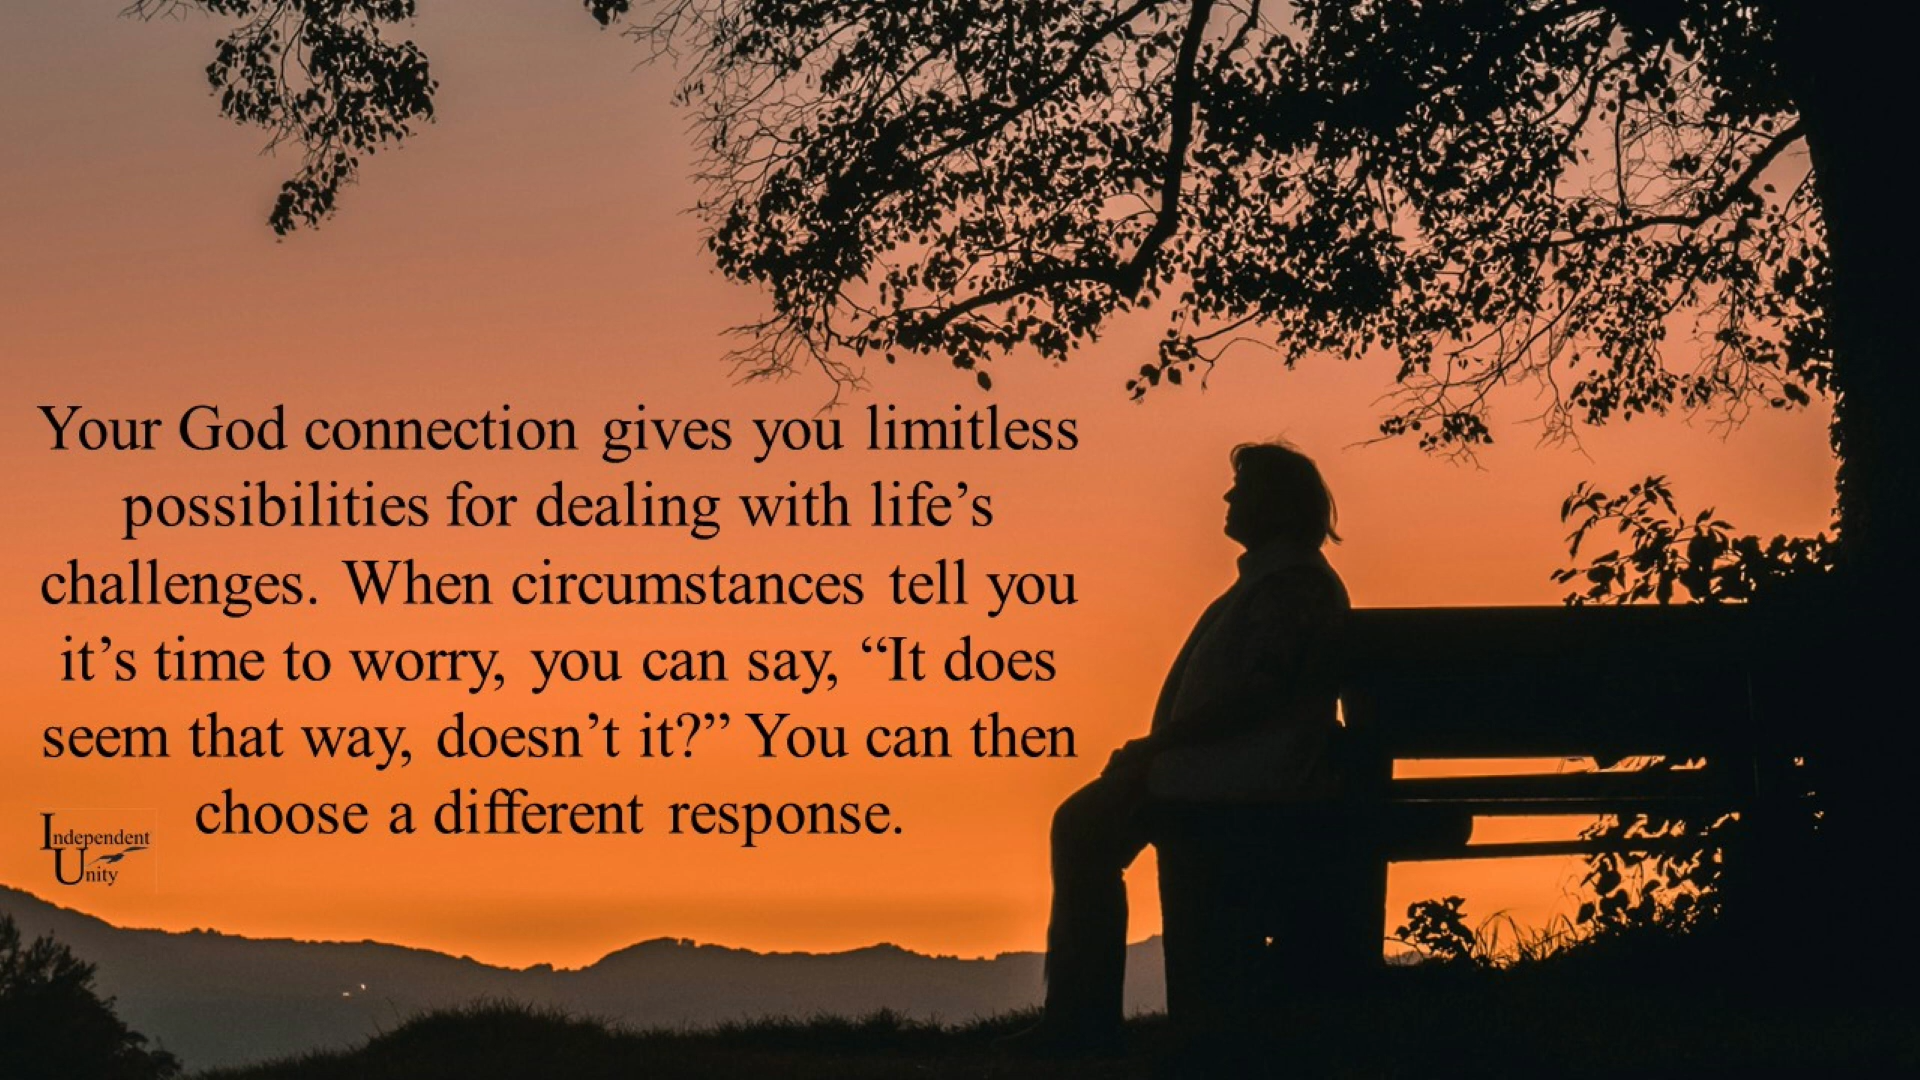 Your God connection gives you limitless
possibilities for dealing with life’s
challenges. When circumstances tell you
it’s time to worry, you can say, “It does
seem that way, doesn’t it?” You can then
choose a different response.
Independent
Unity